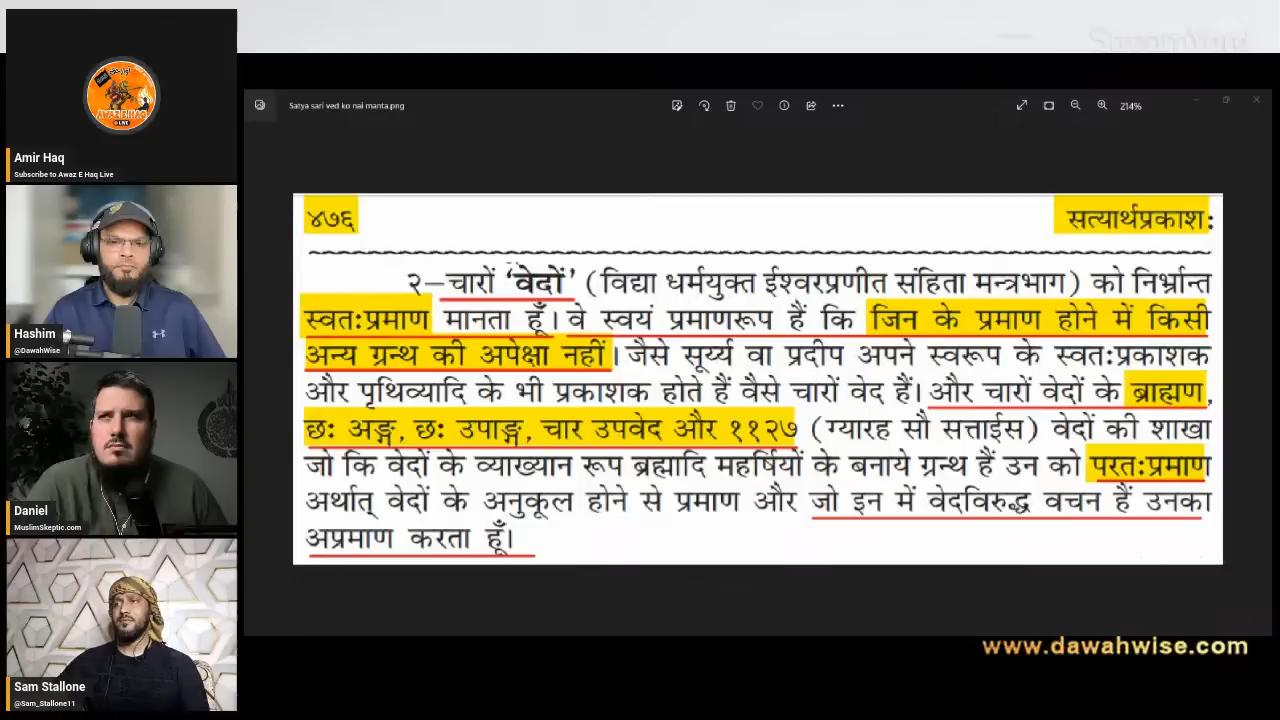 AWAZ E HAQ
LIVE
Amir Haq
Subscribe to Awaz E Haq Live
Hashim
@DawahWise
Daniel
MuslimSkeptic.com
Sam Stallone
@Sam_Stallone11
Satya sari ved ko nai manta.png
214%
४७६ सत्यार्थप्रकाशः
२–चारों ‘वेदों’ (विद्या धर्मयुक्त ईश्वरप्रणीत संहिता मन्त्रभाग) को निर्भ्रान्त
स्वतःप्रमाण मानता हूँ। वे स्वयं प्रमाणरूप हैं कि जिन के प्रमाण होने में किसी
अन्य ग्रन्थ की अपेक्षा नहीं। जैसे सूर्य्य वा प्रदीप अपने स्वरूप के स्वतःप्रकाशक
और पृथिव्यादि के भी प्रकाशक होते हैं वैसे चारों वेद हैं। और चारों वेदों के ब्राह्मण,
छः अङ्ग, छः उपाङ्ग, चार उपवेद और ११२७ (ग्यारह सौ सत्ताईस) वेदों की शाखा
जो कि वेदों के व्याख्यान रूप ब्रह्मादि महर्षियों के बनाये ग्रन्थ हैं उन को परतःप्रमाण
अर्थात् वेदों के अनुकूल होने से प्रमाण और जो इन में वेदविरुद्ध वचन हैं उनका
अप्रमाण करता हूँ।
www.dawahwise.com